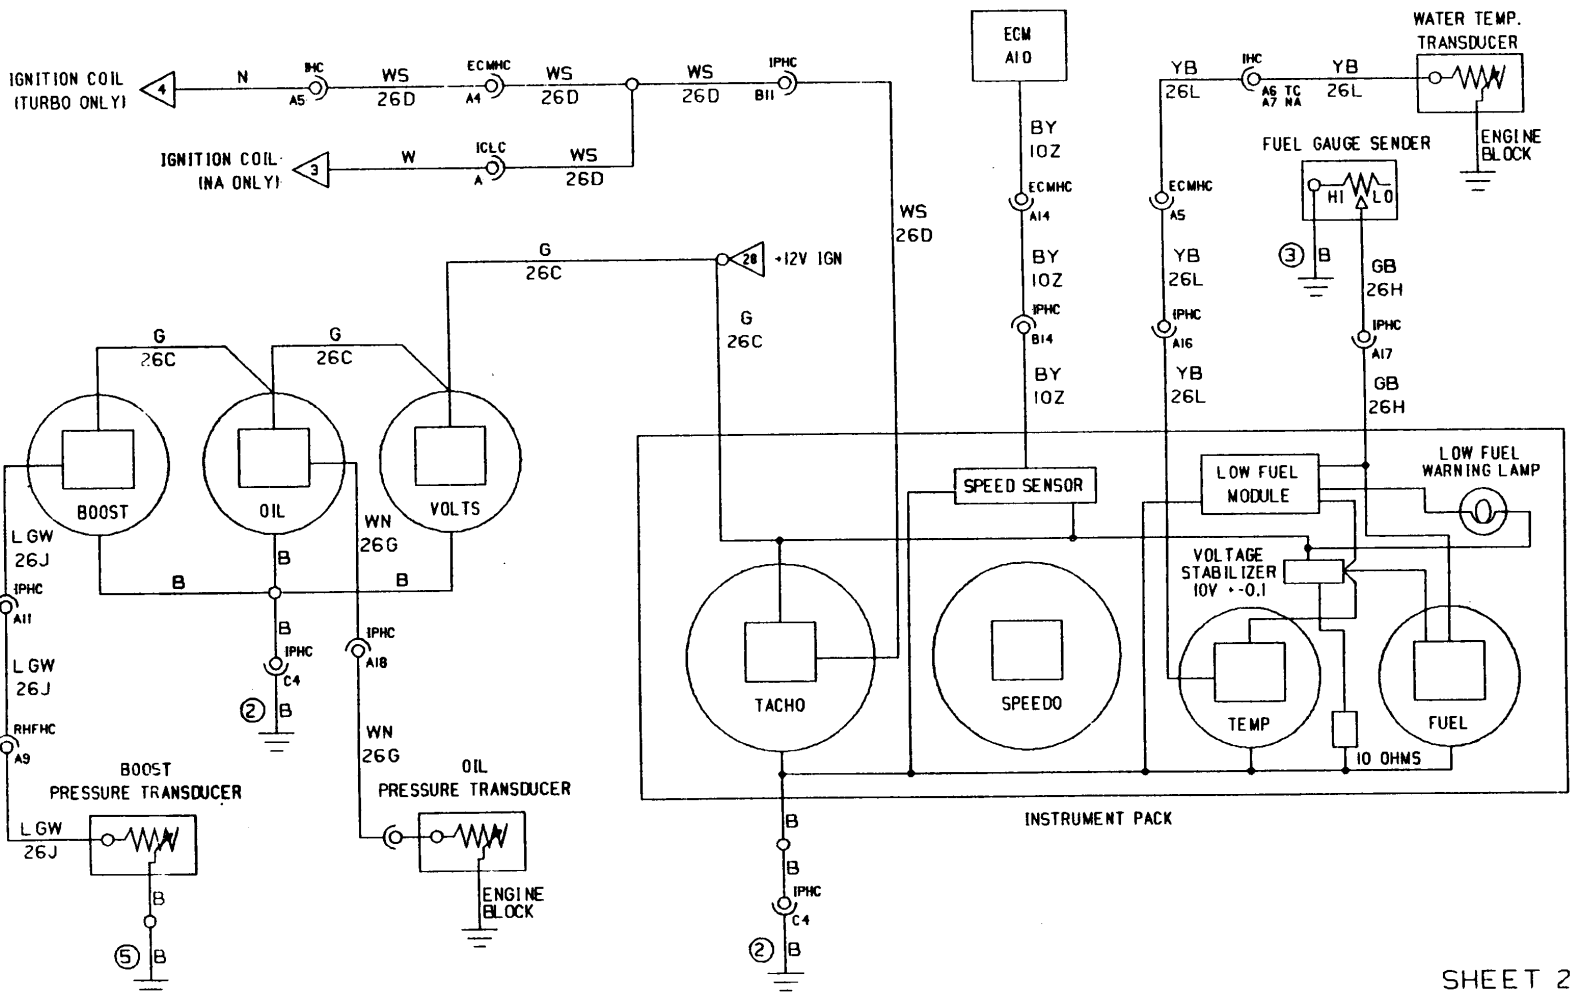 IGNITION COIL
(TURBO ONLY)
4
N
IHC
A5
WS
26D
ECMHC
A4
WS
26D
WS
26D
IPHC
B11
IGNITION COIL
(NA ONLY)
3
W
ICLC
A
WS
26D
WS
26D
ECM
A10
BY
10Z
ECMHC
A14
BY
10Z
IPHC
B14
BY
10Z
YB
26L
IHC
A6 TC
A7 NA
YB
26L
WATER TEMP.
TRANSDUCER
ENGINE
BLOCK
ECMHC
A5
YB
26L
IPHC
A16
YB
26L
FUEL GAUGE SENDER
HI
LO
3
B
GB
26H
IPHC
A17
GB
26H
G
26C
28
+12V IGN
G
26C
G
26C
G
26C
BOOST
OIL
VOLTS
LGW
26J
IPHC
A11
LGW
26J
RHFHC
A9
LGW
26J
B
B
B
B
IPHC
C4
2
B
WN
26G
IPHC
A18
WN
26G
BOOST
PRESSURE TRANSDUCER
B
5
B
OIL
PRESSURE TRANSDUCER
ENGINE
BLOCK
SPEED SENSOR
LOW FUEL
MODULE
LOW FUEL
WARNING LAMP
VOLTAGE
STABILIZER
10V +-0.1
TACHO
SPEEDO
TEMP
FUEL
10 OHMS
INSTRUMENT PACK
B
B
IPHC
C4
2
B
SHEET 2